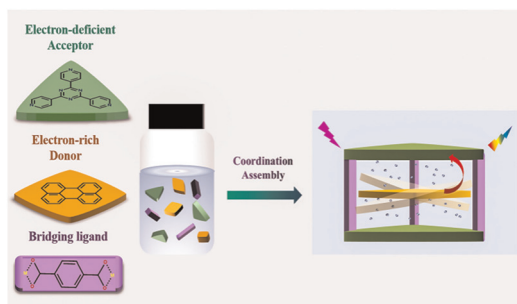 Electron-deficient
Acceptor
Electron-rich
Donor
Bridging ligand
Coordination
Assembly